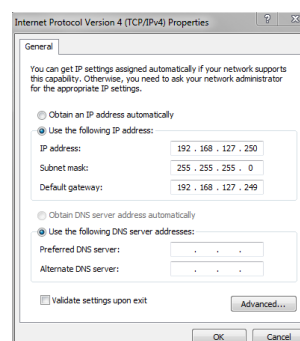 Internet Protocol Version 4 (TCP/IPv4) Properties
General
You can get IP settings assigned automatically if your network supports
this capability. Otherwise, you need to ask your network administrator
for the appropriate IP settings.
Obtain an IP address automatically
Use the following IP address:
IP address: 192 . 168 . 127 . 250
Subnet mask: 255 . 255 . 255 . 0
Default gateway: 192 . 168 . 127 . 249
Obtain DNS server address automatically
Use the following DNS server addresses:
Preferred DNS server: . . .
Alternate DNS server: . . .
Validate settings upon exit
Advanced...
OK Cancel